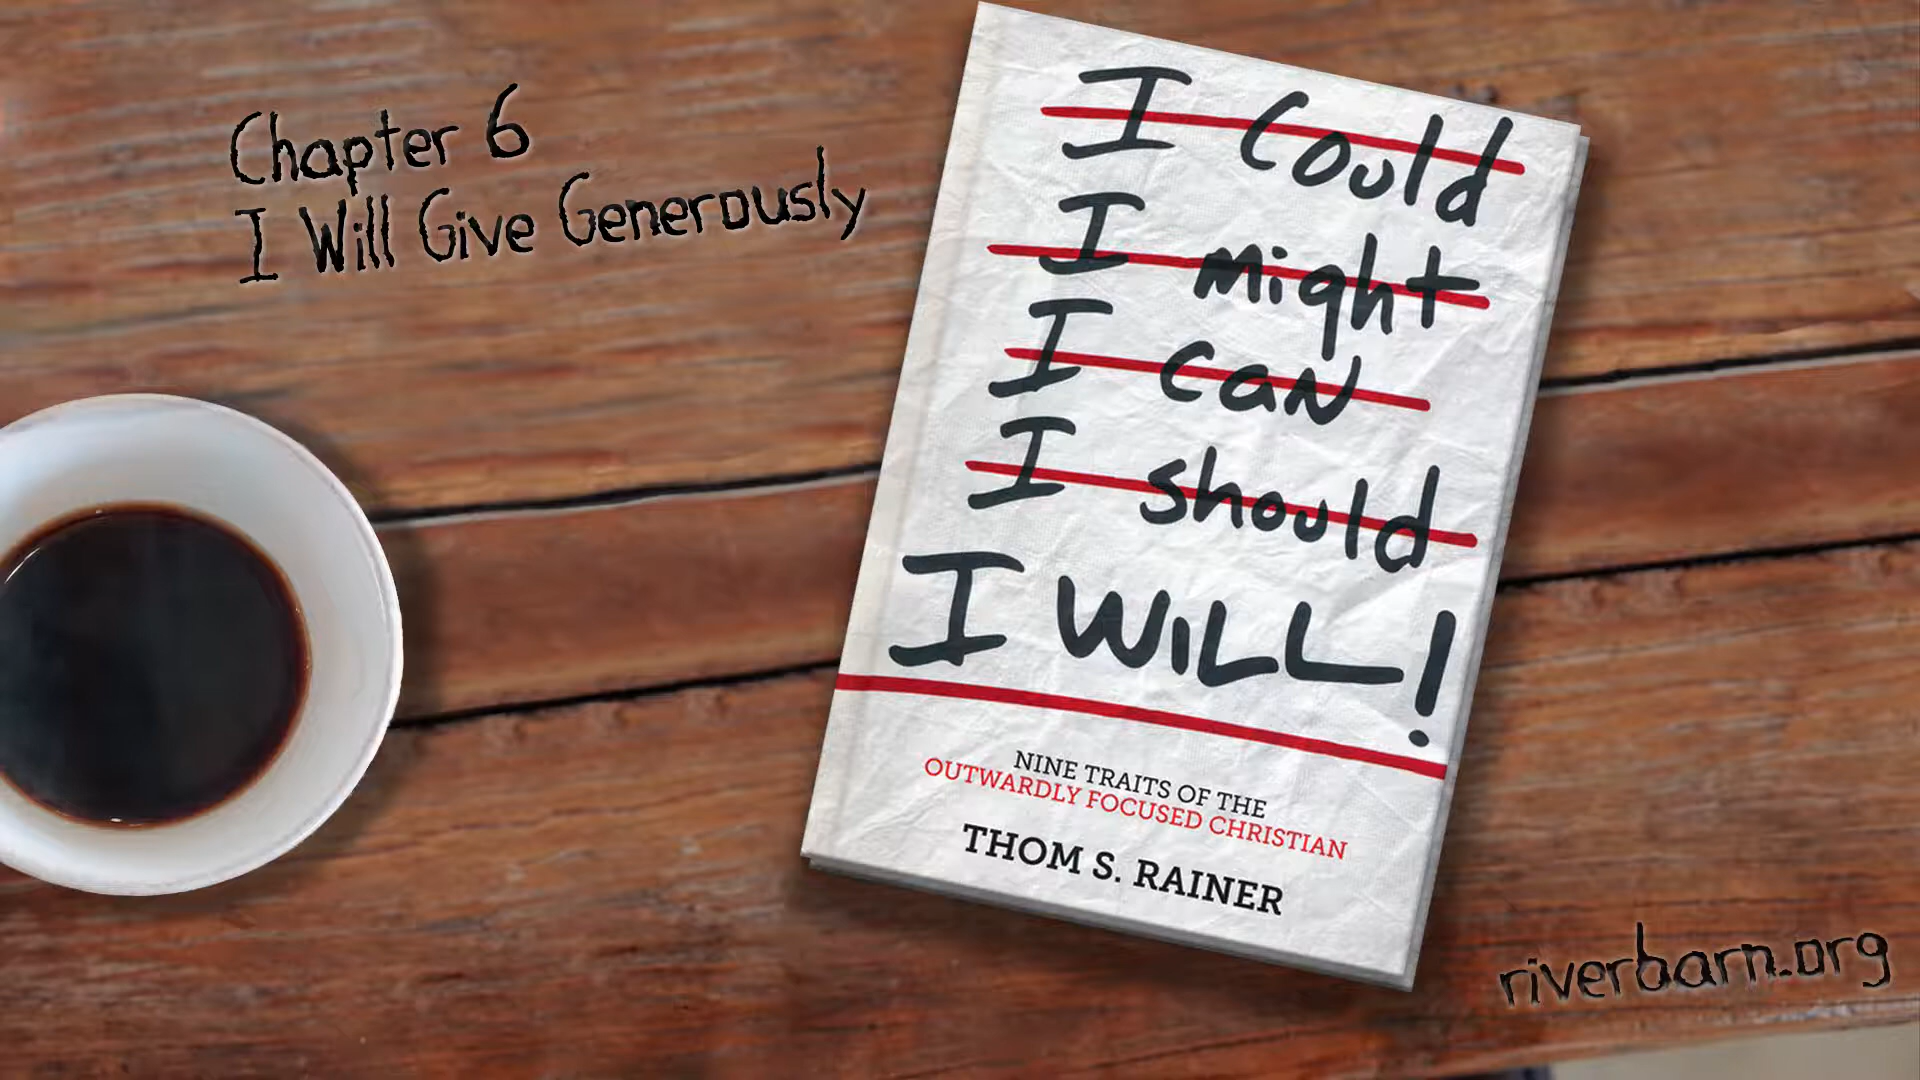 Chapter 6
I Will Give Generously
I Could
I might
I can
I should
I WILL!
NINE TRAITS OF THE
OUTWARDLY FOCUSED CHRISTIAN
THOM S. RAINER
riverbarn.org